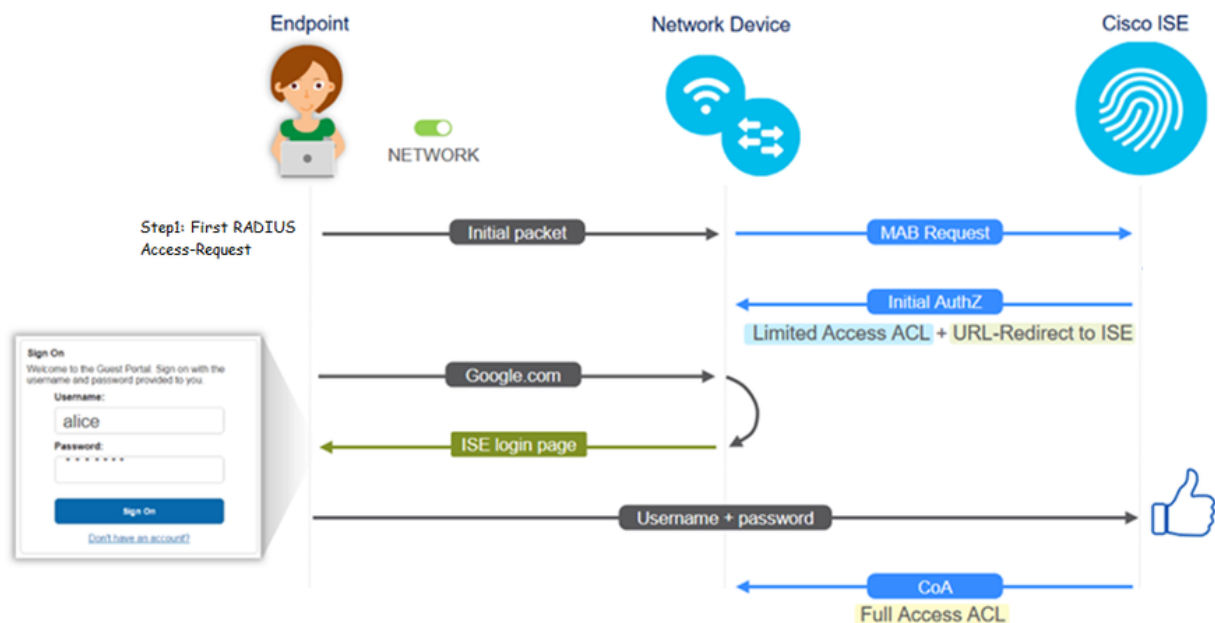 Endpoint
Network Device
Cisco ISE
NETWORK
Step1: First RADIUS
Access-Request
Initial packet
MAB Request
Initial AuthZ
Limited Access ACL + URL-Redirect to ISE
Sign On
Welcome to the Guest Portal. Sign on with the
username and password provided to you.
Username:
alice
Password:
Sign On
Don't have an account?
Google.com
ISE login page
Username + password
CoA
Full Access ACL